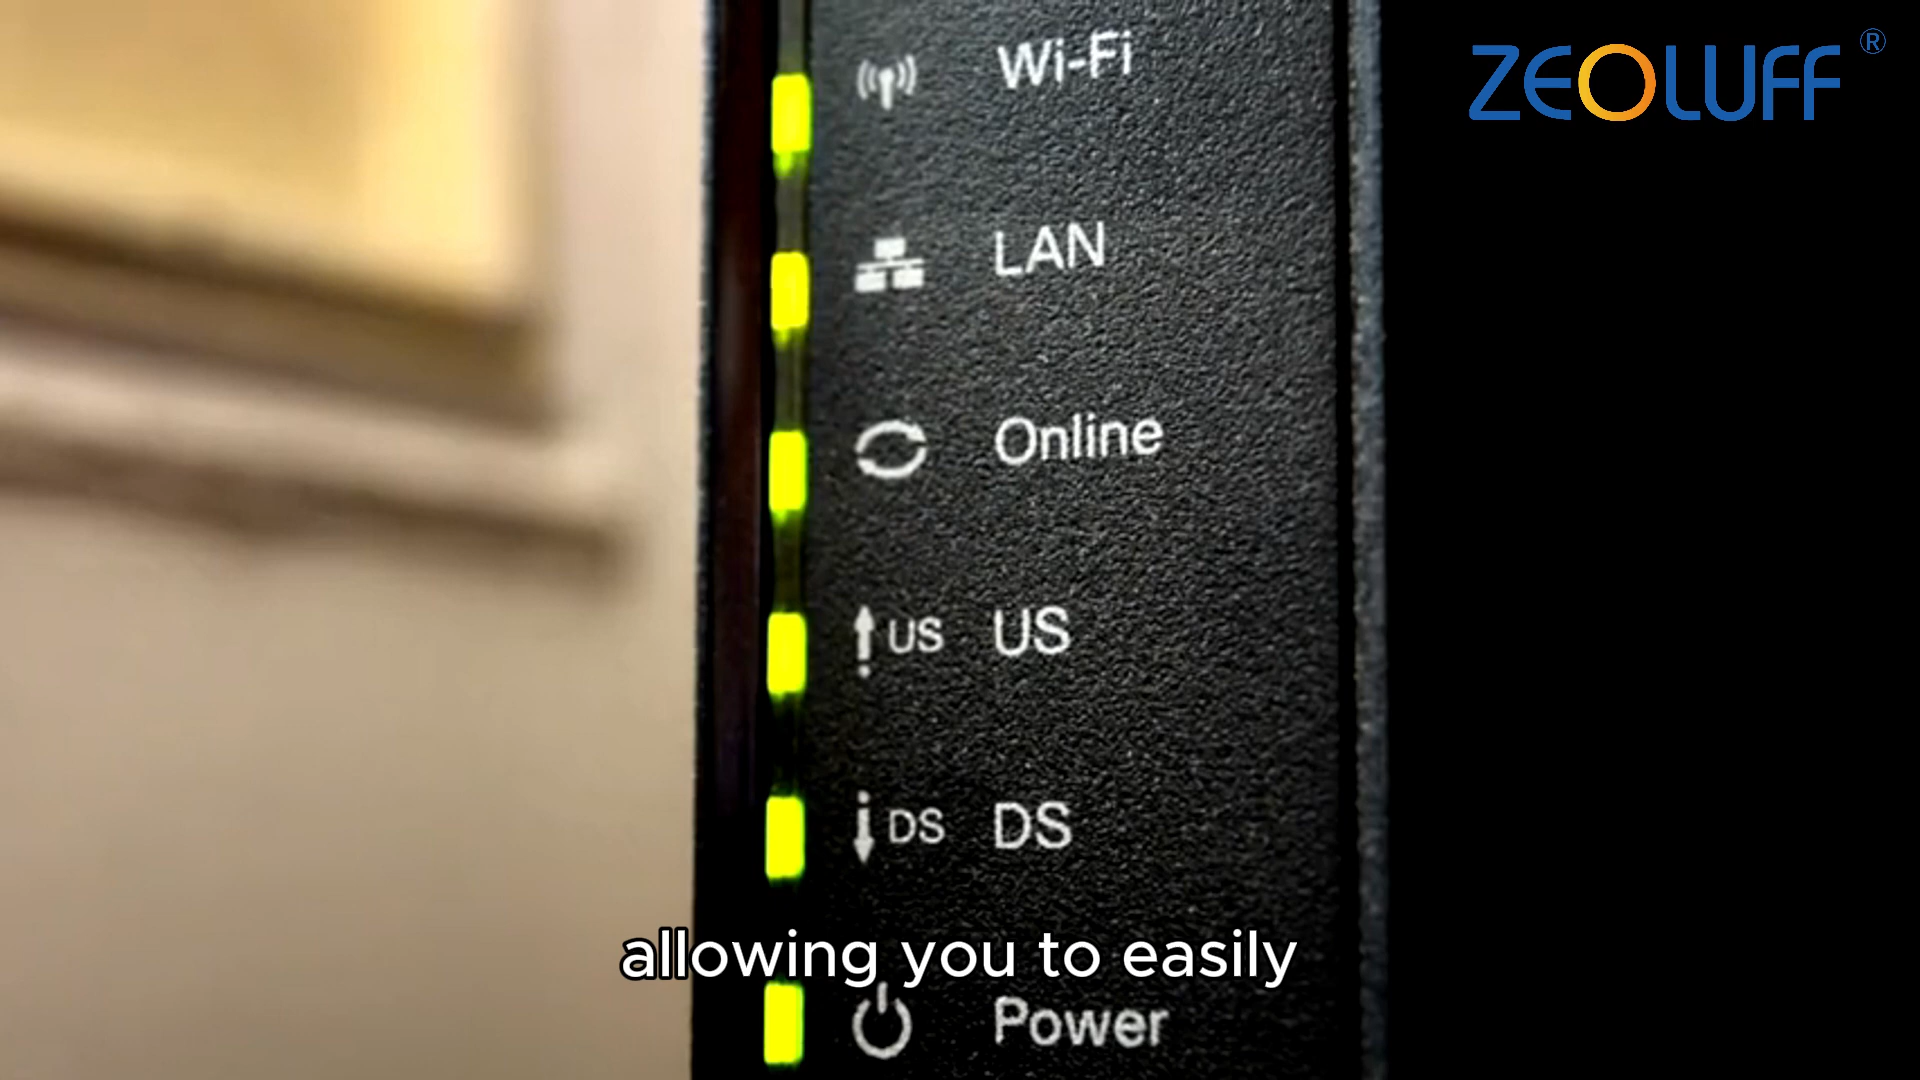 Wi-Fi
ZEOLUFF ®
LAN
Online
US US
DS DS
allowing you to easily
Power